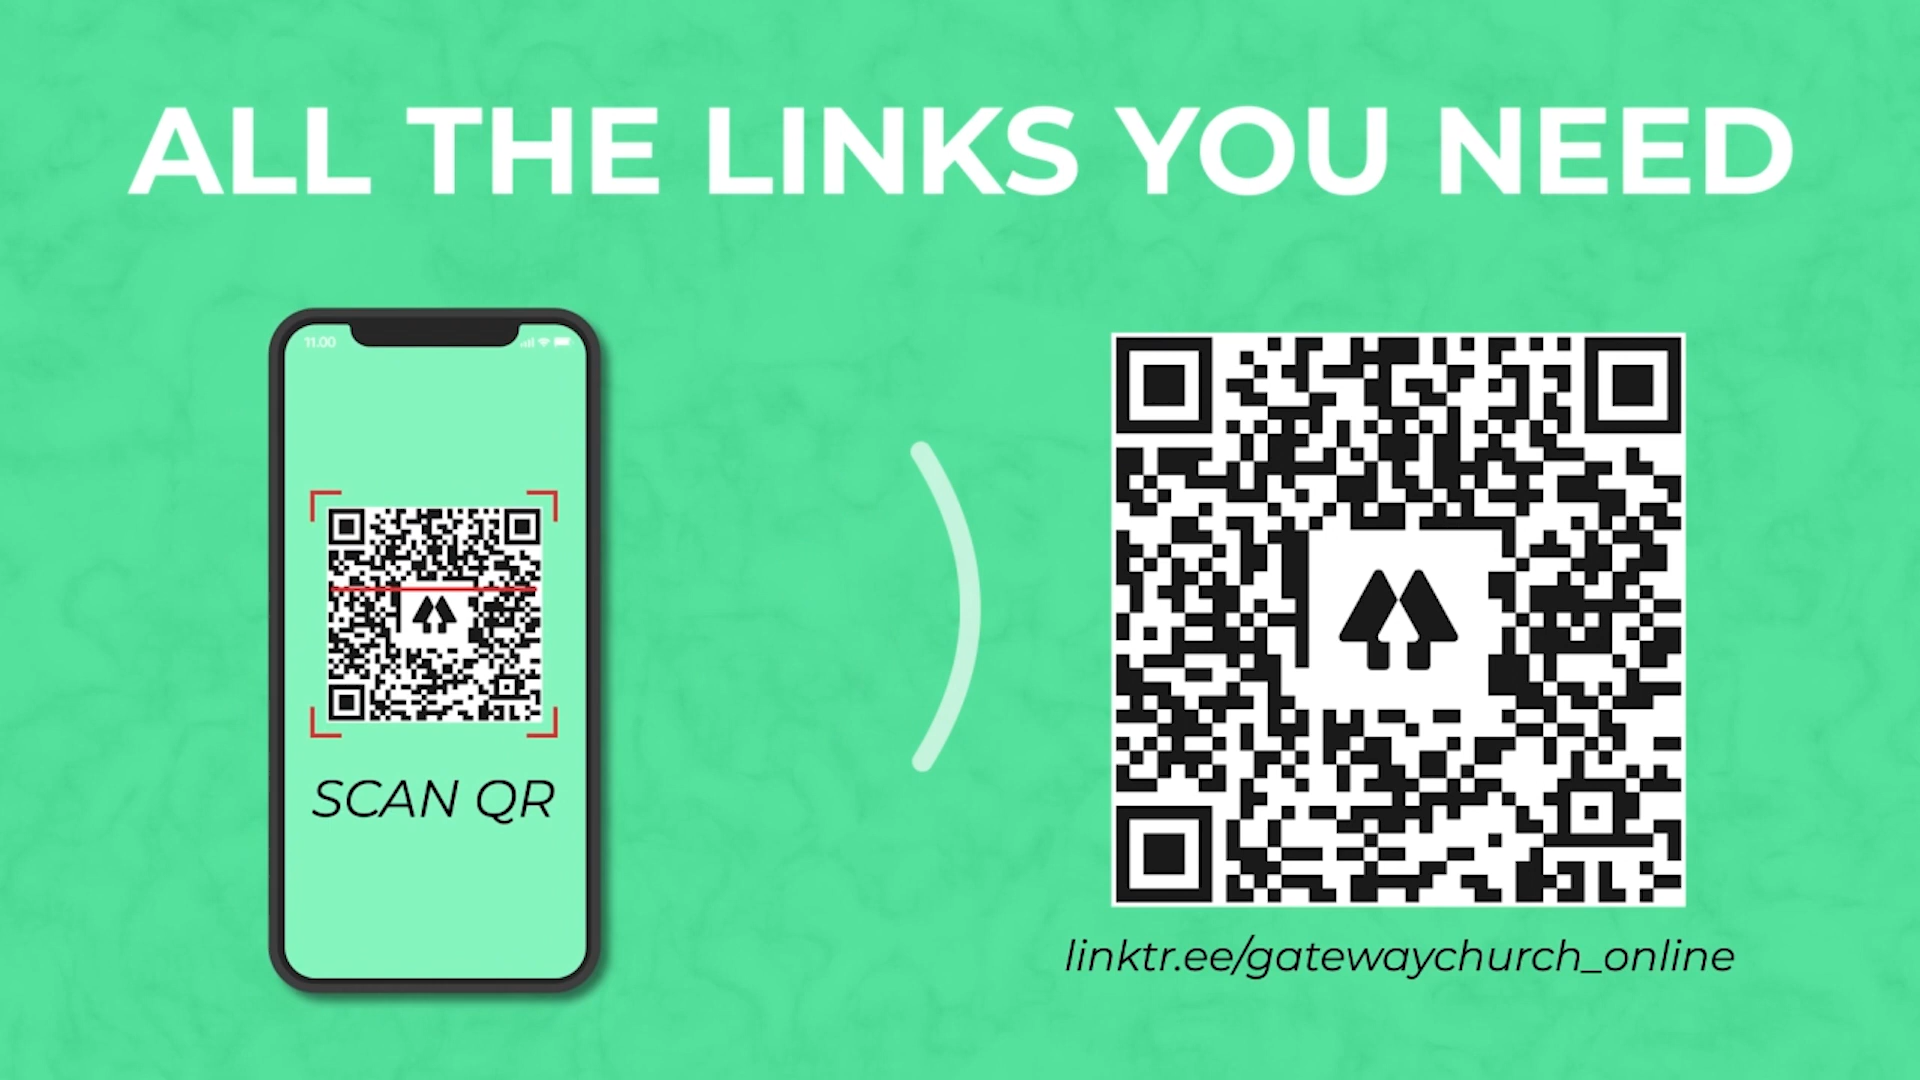 ALL THE LINKS YOU NEED
11.00
SCAN QR
linktr.ee/gatewaychurch_online